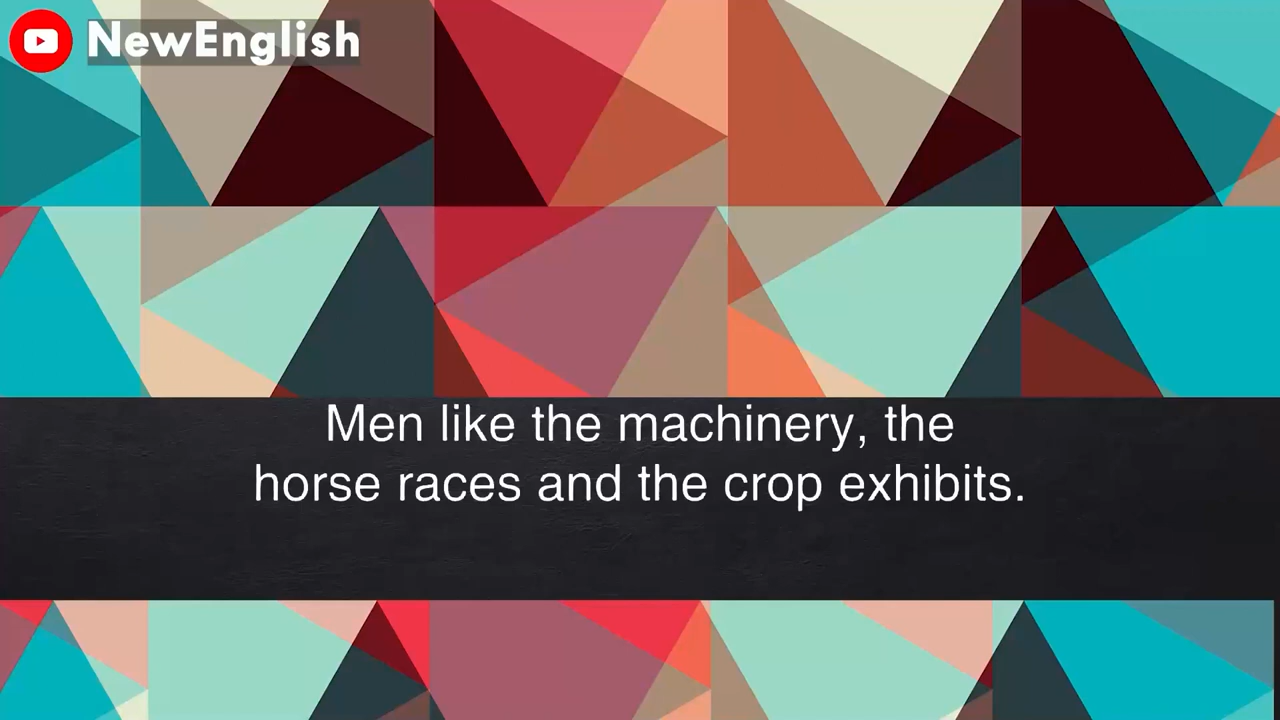 NewEnglish
Men like the machinery, the
horse races and the crop exhibits.